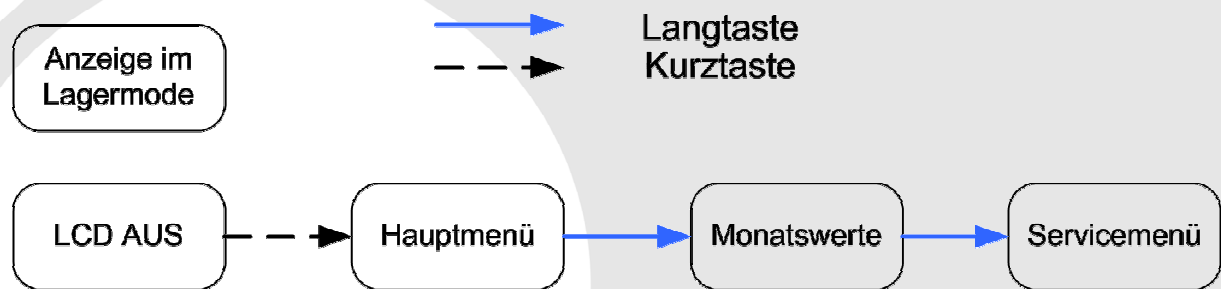 Anzeige im
Lagermode
Langtaste
Kurztaste
LCD AUS
Hauptmenü
Monatswerte
Servicemenü